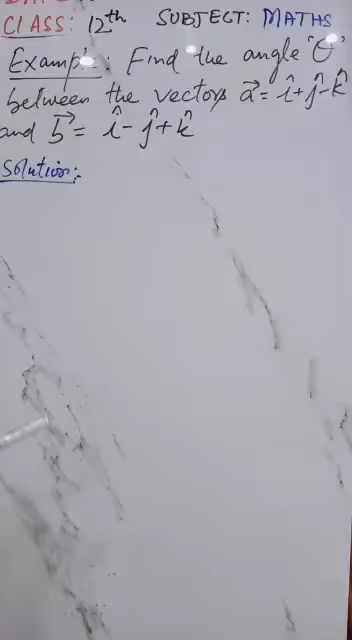 CLASS: 12th SUBJECT: MATHS
Example: Find the angle 'θ'
between the vectors a⃗ = î+ĵ-k̂
and b⃗ = î-ĵ+k̂
Solution: